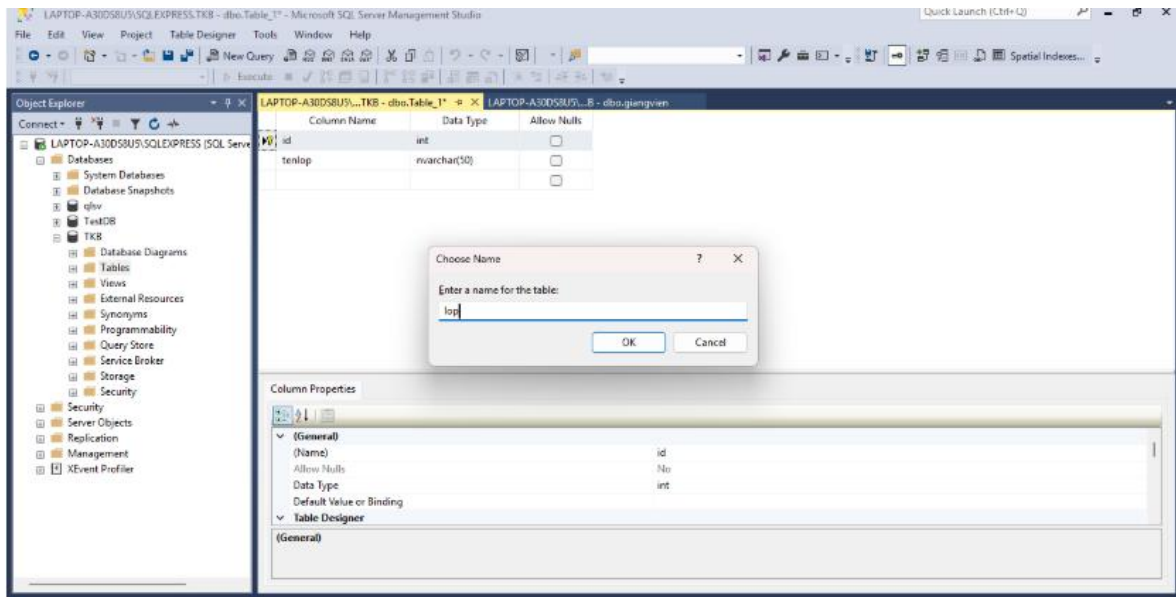 LAPTOP-A30DS8U5\SQLEXPRESS.TKB - dbo.Table_1* - Microsoft SQL Server Management Studio
Quick Launch (Ctrl+Q)
File Edit View Project Table Designer Tools Window Help
New Query
Spatial Indexes...
Execute
Object Explorer
LAPTOP-A30DS8U5\...TKB - dbo.Table_1*
LAPTOP-A30DS8U5\...B - dbo.giangvien
Connect
LAPTOP-A30DS8U5\SQLEXPRESS (SQL Serve
Databases
System Databases
Database Snapshots
qlsv
TestDB
TKB
Database Diagrams
Tables
Views
External Resources
Synonyms
Programmability
Query Store
Service Broker
Storage
Security
Security
Server Objects
Replication
Management
XEvent Profiler
Column Name Data Type Allow Nulls
id int
tenlop nvarchar(50)
Choose Name
Enter a name for the table:
lop
OK Cancel
Column Properties
(General)
(Name) id
Allow Nulls No
Data Type int
Default Value or Binding
Table Designer
(General)